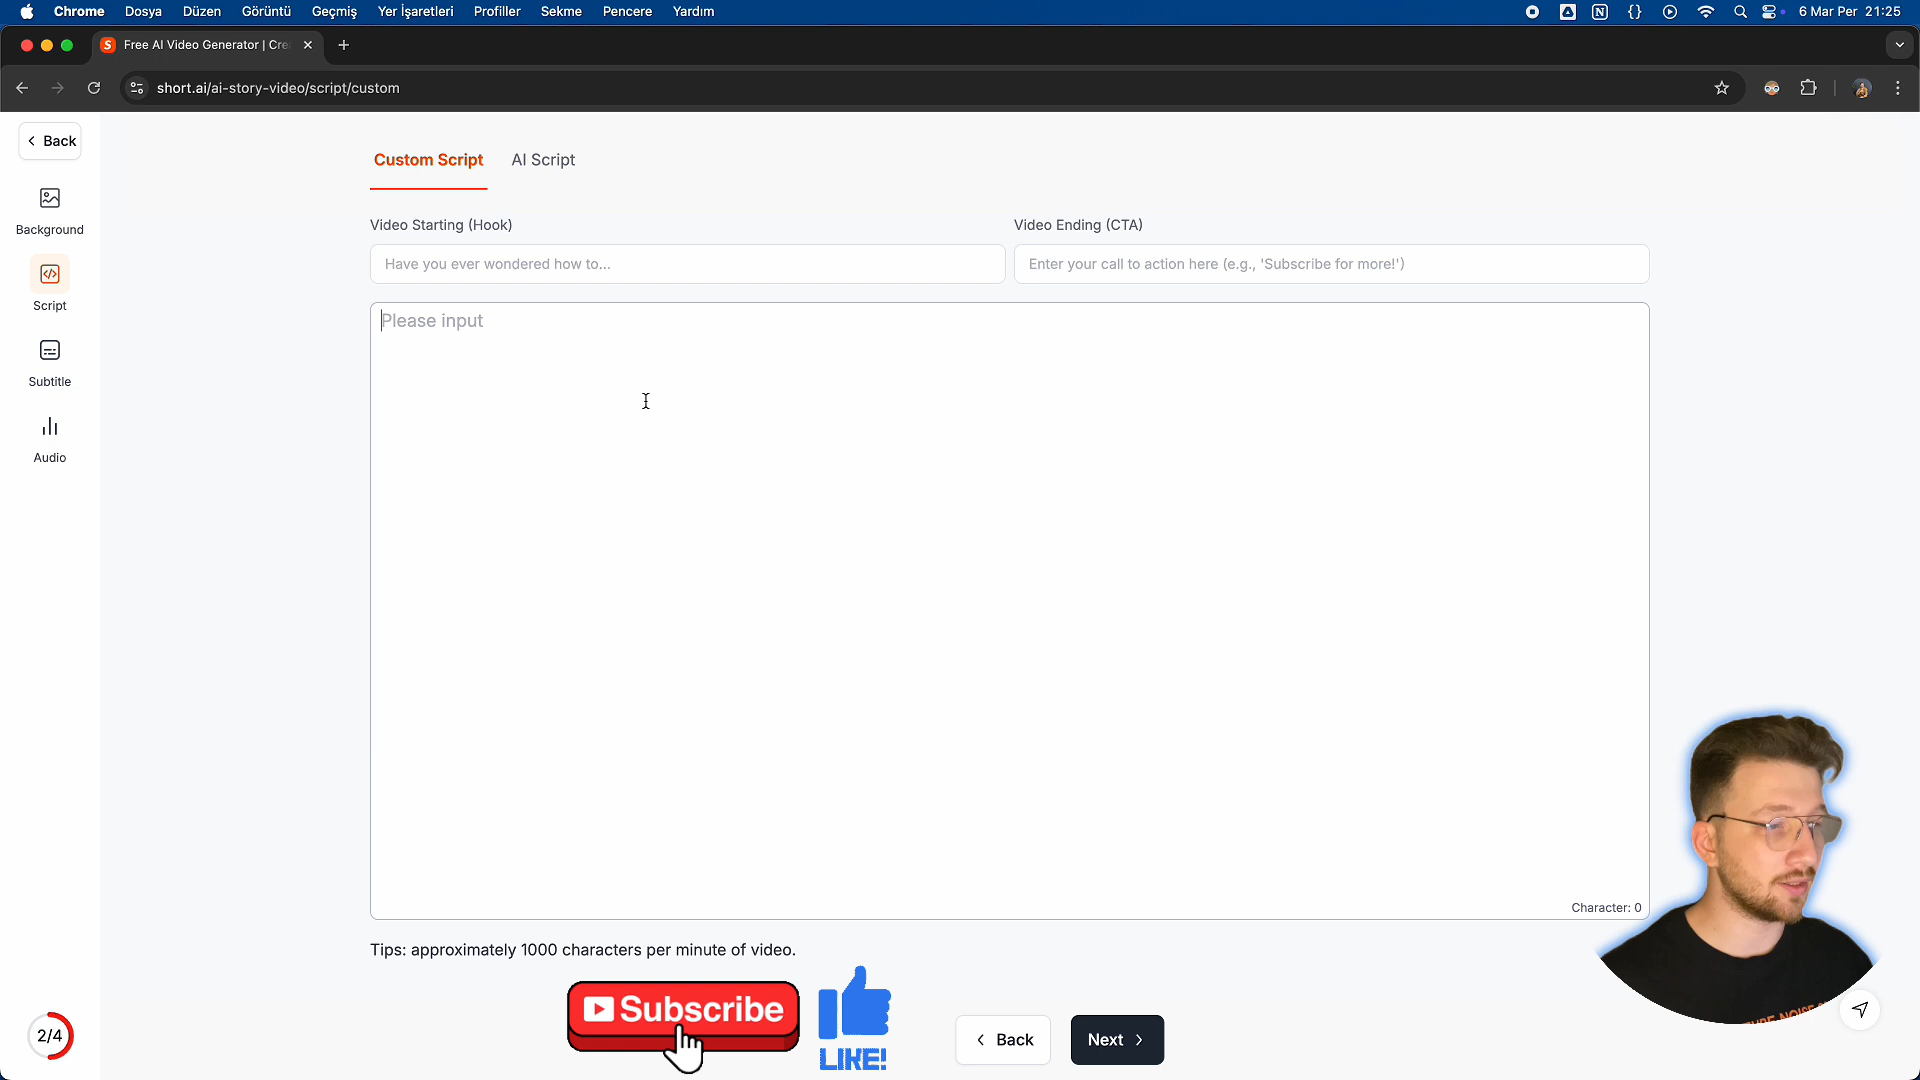 Chrome Dosya Düzen Görüntü Geçmiş Yer İşaretleri Profiller Sekme Pencere Yardım 6 Mar Per 21:25
Free AI Video Generator | Cre
short.ai/ai-story-video/script/custom
Back
Custom Script AI Script
Background
Video Starting (Hook) Video Ending (CTA)
Have you ever wondered how to... Enter your call to action here (e.g., 'Subscribe for more!')
Script
Please input
Subtitle
Audio
Character: 0
Tips: approximately 1000 characters per minute of video.
Subscribe
LIKE!
Back Next
2/4